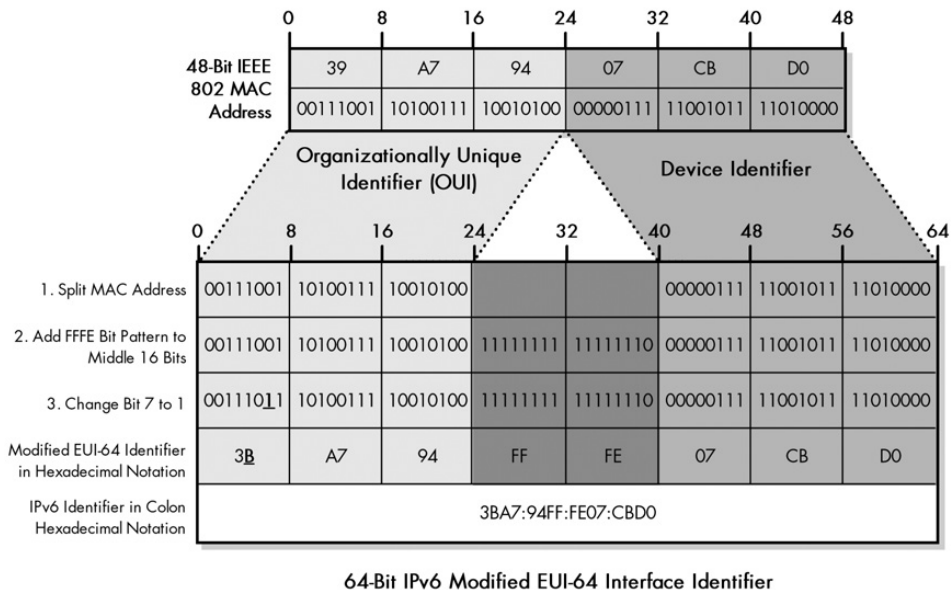 0 8 16 24 32 40 48
48-Bit IEEE
802 MAC
Address
39 A7 94 07 CB D0
00111001 10100111 10010100 00000111 11001011 11010000
Organizationally Unique
Identifier (OUI)
Device Identifier
0 8 16 24 32 40 48 56 64
1. Split MAC Address 00111001 10100111 10010100 00000111 11001011 11010000
2. Add FFFE Bit Pattern to
Middle 16 Bits
00111001 10100111 10010100 11111111 11111110 00000111 11001011 11010000
3. Change Bit 7 to 1 00111011 10100111 10010100 11111111 11111110 00000111 11001011 11010000
Modified EUI-64 Identifier
in Hexadecimal Notation
3B A7 94 FF FE 07 CB D0
IPv6 Identifier in Colon
Hexadecimal Notation
3BA7:94FF:FE07:CBD0
64-Bit IPv6 Modified EUI-64 Interface Identifier